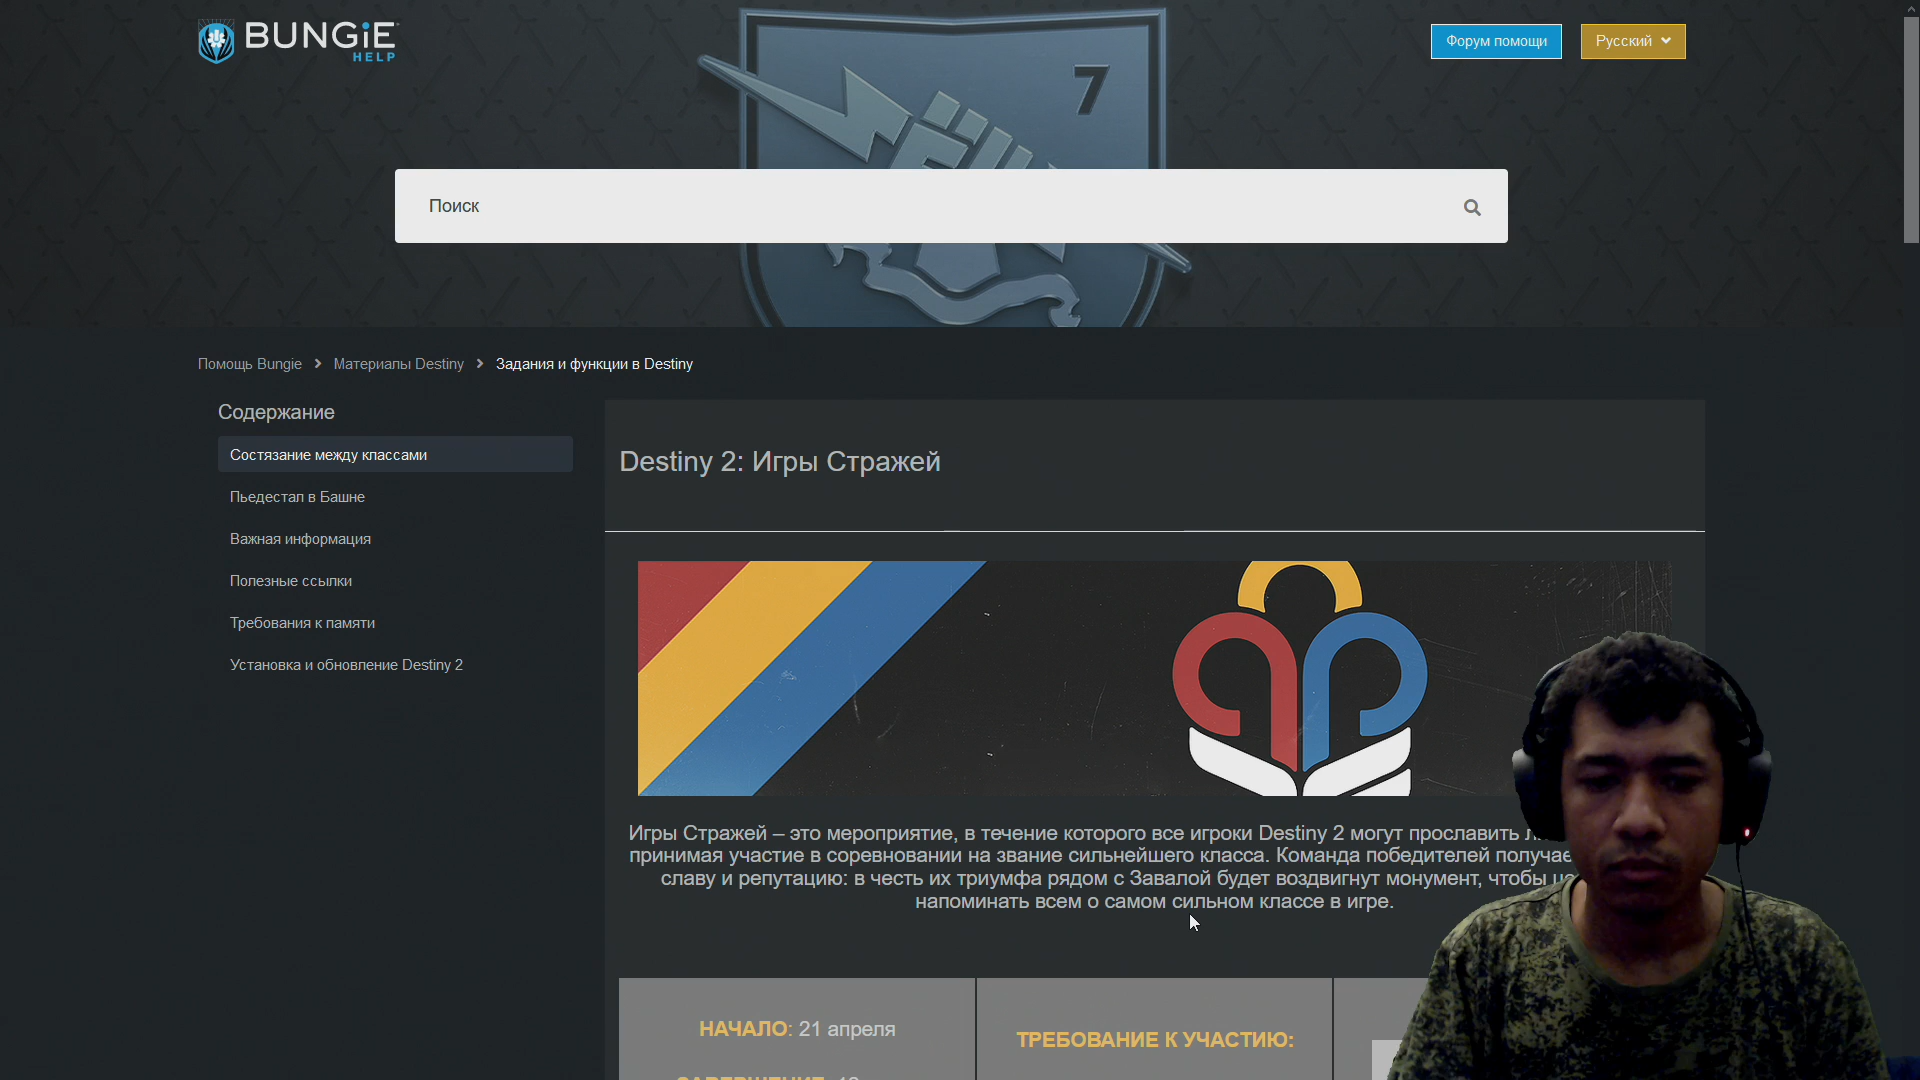 BUNGiE
HELP
Форум помощи
Русский
7
Поиск
Помощь Bungie
Материалы Destiny
Задания и функции в Destiny
Содержание
Состязание между классами
Пьедестал в Башне
Важная информация
Полезные ссылки
Требования к памяти
Установка и обновление Destiny 2
Destiny 2: Игры Стражей
Игры Стражей – это мероприятие, в течение которого все игроки Destiny 2 могут прославить
принимая участие в соревновании на звание сильнейшего класса. Команда победителей
славу и репутацию: в честь их триумфа рядом с Завалой будет воздвигнут монумент, чтобы
напоминать всем о самом сильном классе в игре.
НАЧАЛО: 21 апреля
ТРЕБОВАНИЕ К УЧАСТИЮ: